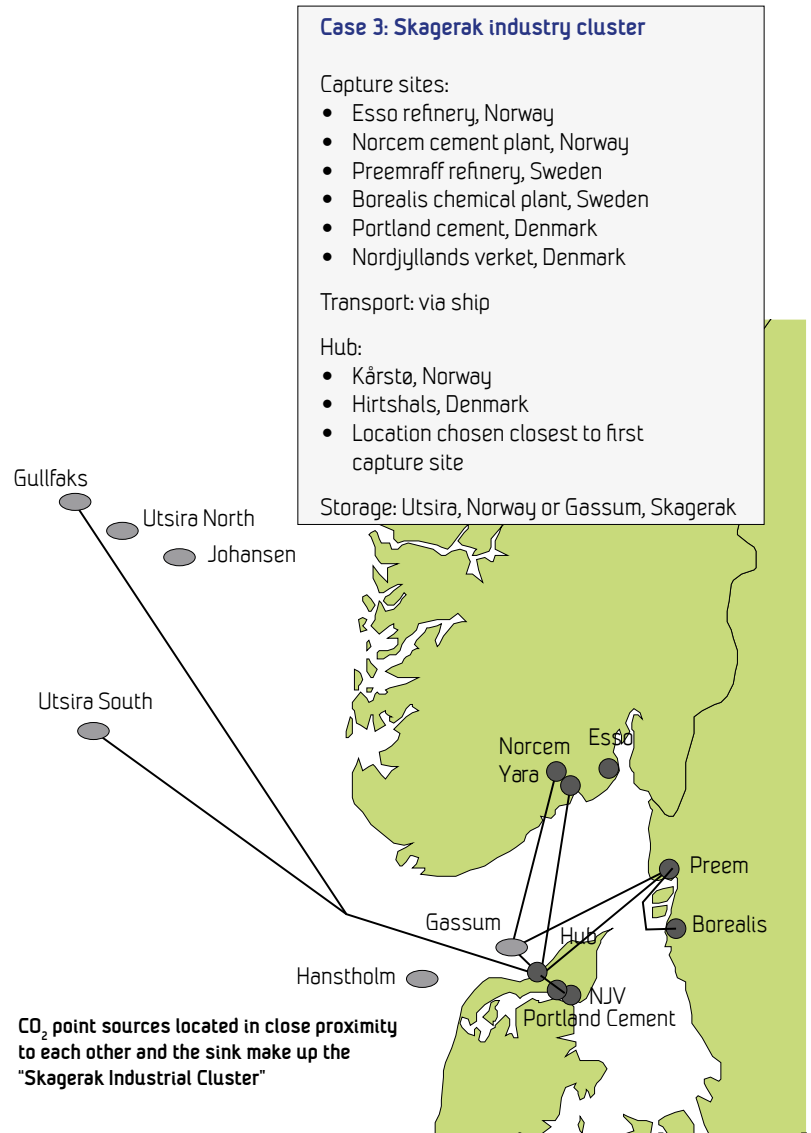 Case 3: Skagerak industry cluster
Capture sites:
• Esso refinery, Norway
• Norcem cement plant, Norway
• Preemraff refinery, Sweden
• Borealis chemical plant, Sweden
• Portland cement, Denmark
• Nordjyllands verket, Denmark
Transport: via ship
Hub:
• Kårstø, Norway
• Hirtshals, Denmark
• Location chosen closest to first
capture site
Storage: Utsira, Norway or Gassum, Skagerak
Gullfaks
Utsira North
Johansen
Utsira South
Norcem
Esso
Yara
Preem
Gassum
Hub
Borealis
Hanstholm
NJV
Portland Cement
CO₂ point sources located in close proximity
to each other and the sink make up the
"Skagerak Industrial Cluster"